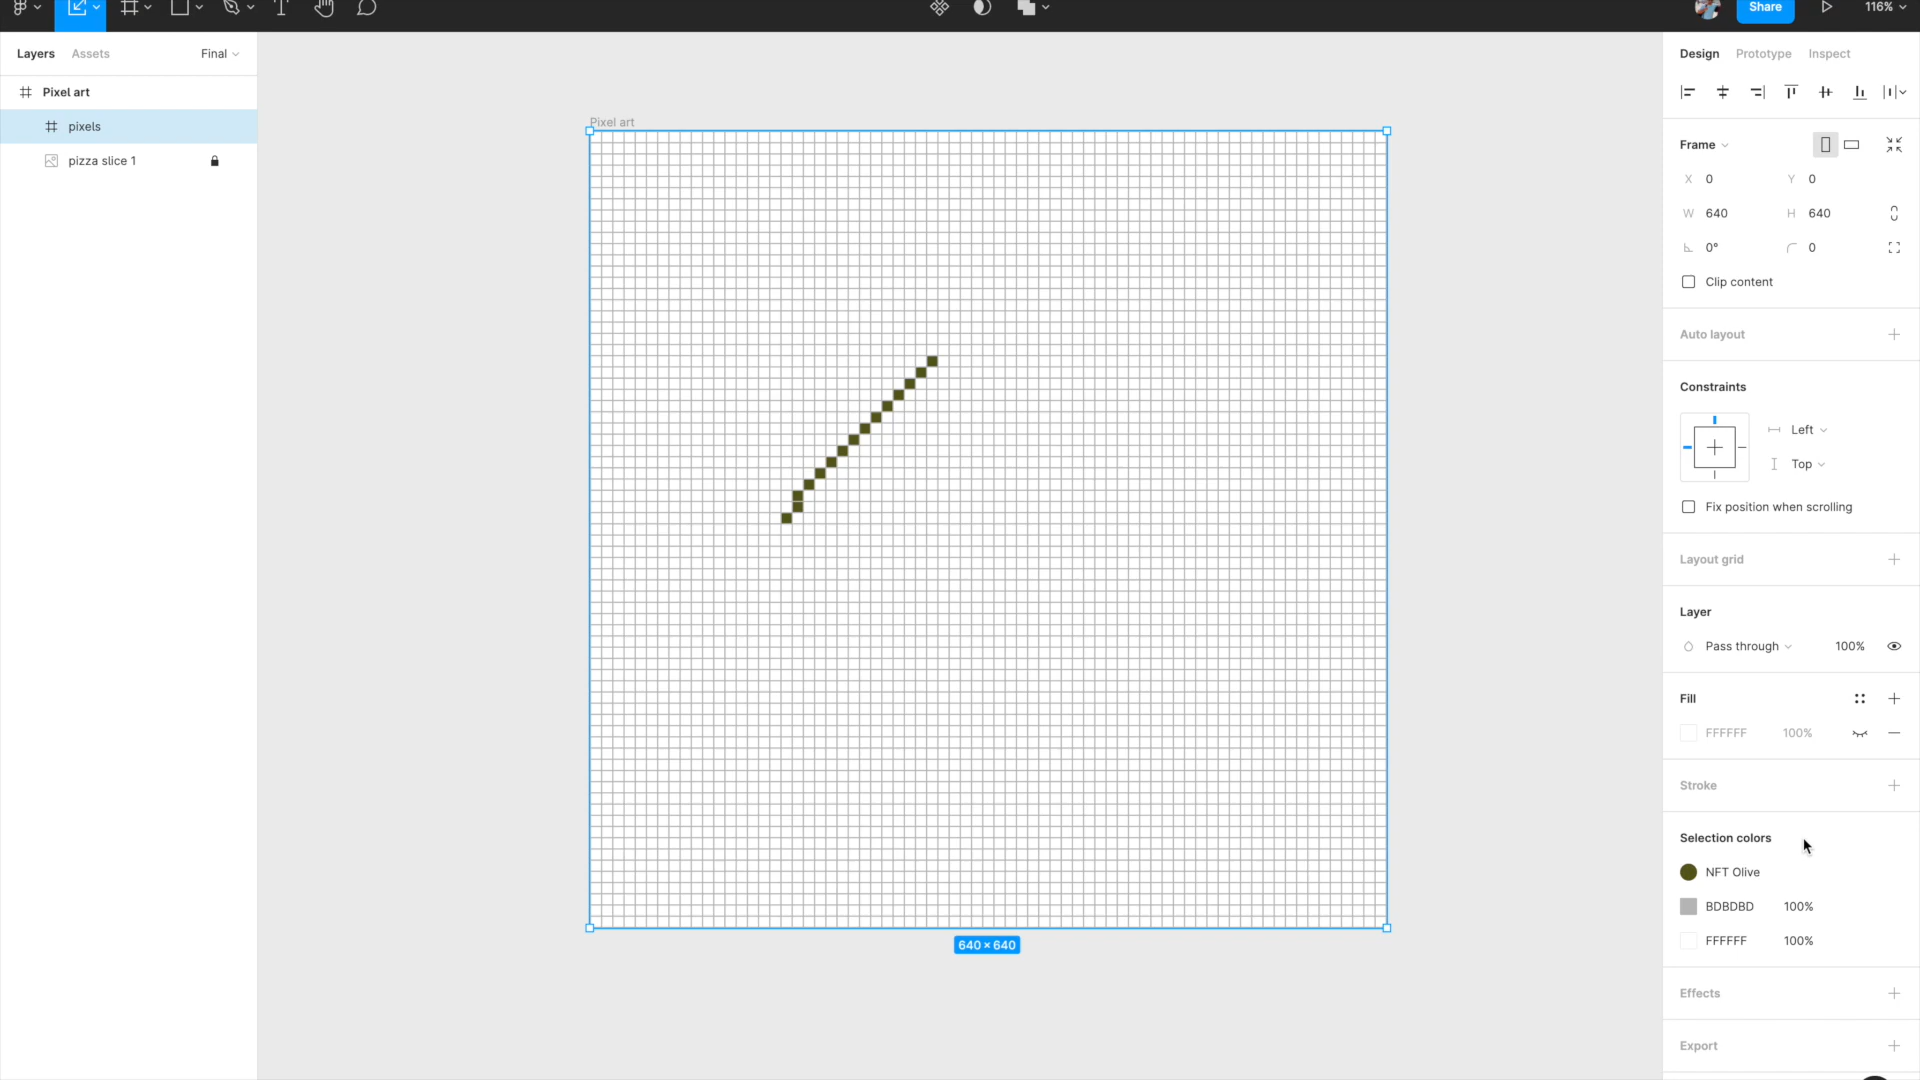 Share
116%
Layers
Assets
Final
Design
Prototype
Inspect
Pixel art
pixels
pizza slice 1
Pixel art
640 × 640
Frame
X 0
Y 0
W 640
H 640
0°
0
Clip content
Auto layout
Constraints
Left
Top
Fix position when scrolling
Layout grid
Layer
Pass through
100%
Fill
FFFFFF 100%
Stroke
Selection colors
NFT Olive
BDBDBD 100%
FFFFFF 100%
Effects
Export